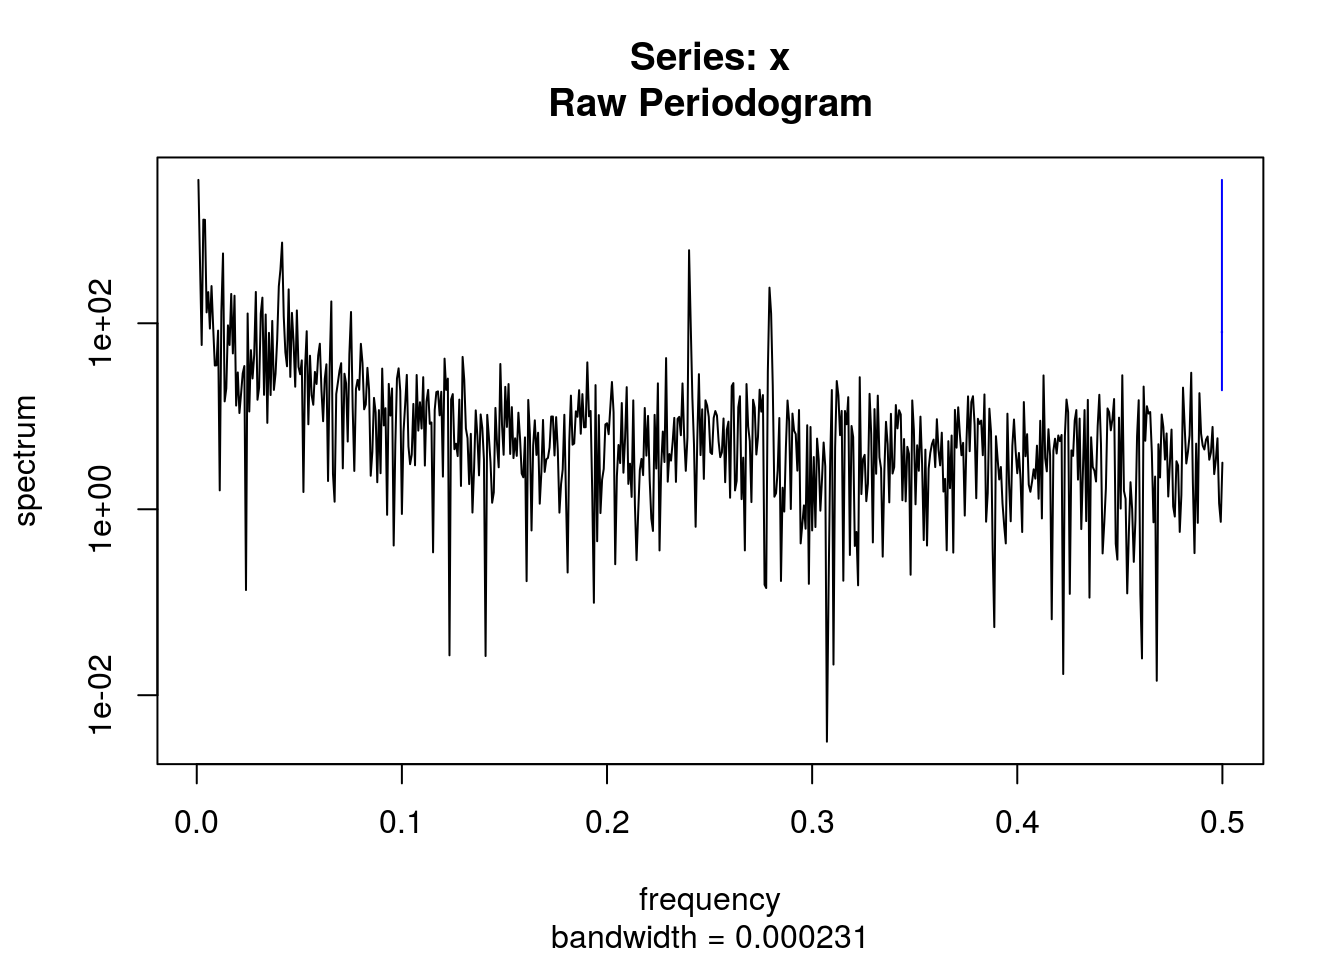 Series: x
Raw Periodogram
spectrum
1e+02
1e+00
1e-02
0.0 0.1 0.2 0.3 0.4 0.5
frequency
bandwidth = 0.000231